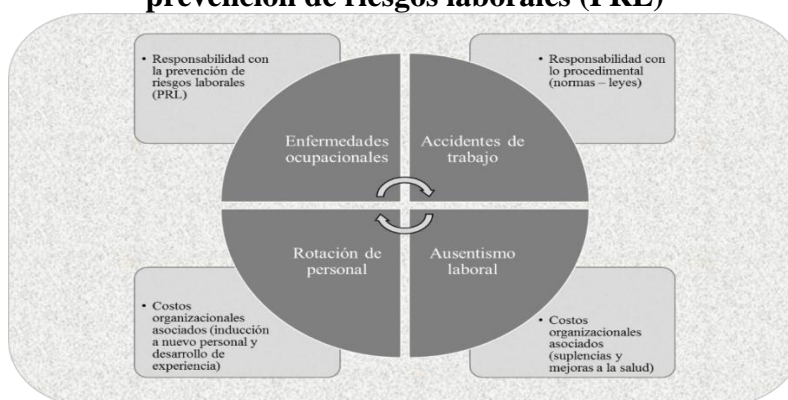 prevención de riesgos laborales (PRL)
• Responsabilidad con
la prevención de
riesgos laborales
(PRL)
• Responsabilidad con
lo procedimental
(normas – leyes)
Enfermedades
ocupacionales
Accidentes de
trabajo
Rotación de
personal
Ausentismo
laboral
• Costos
organizacionales
asociados (inducción
a nuevo personal y
desarrollo de
experiencia)
• Costos
organizacionales
asociados
(suplencias y
mejoras a la salud)